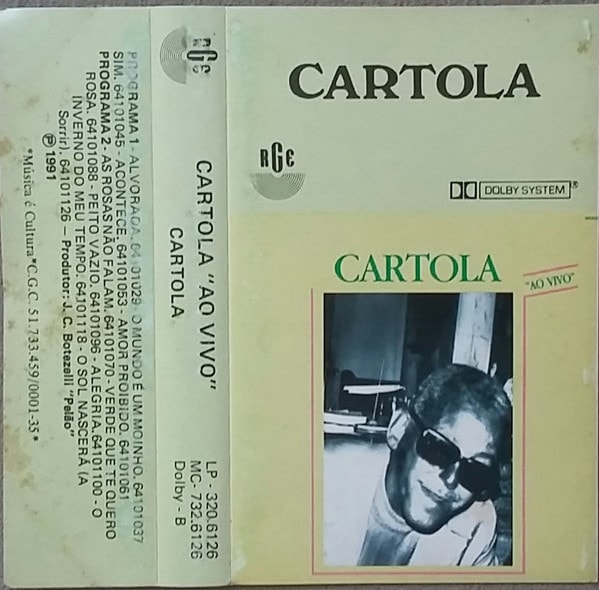 CARTOLA
RGE
DOLBY SYSTEM®
CARTOLA
"AO VIVO"
RGE
CARTOLA "AO VIVO"
CARTOLA
LP - 320.6126
MC- 732.6126
Dolby - B
PROGRAMA 1 - ALVORADA. 64101029 - O MUNDO É UM MOINHO. 64101037
SIM. 64101045 - ACONTECE. 64101053 - AMOR PROIBIDO. 64101061
PROGRAMA 2 - AS ROSAS NÃO FALAM. 64101070 - VERDE QUE TE QUERO
ROSA. 64101088 - PEITO VAZIO. 64101096 - ALEGRIA. 64101100 - O
INVERNO DO MEU TEMPO. 64101118 - O SOL NASCERÁ (A
Sorrir). 64101126 — Produtor: J. C. Botezelli "Pelão"
℗ 1991
*Música é Cultura*C.G.C. 51.733.459/0001-35*